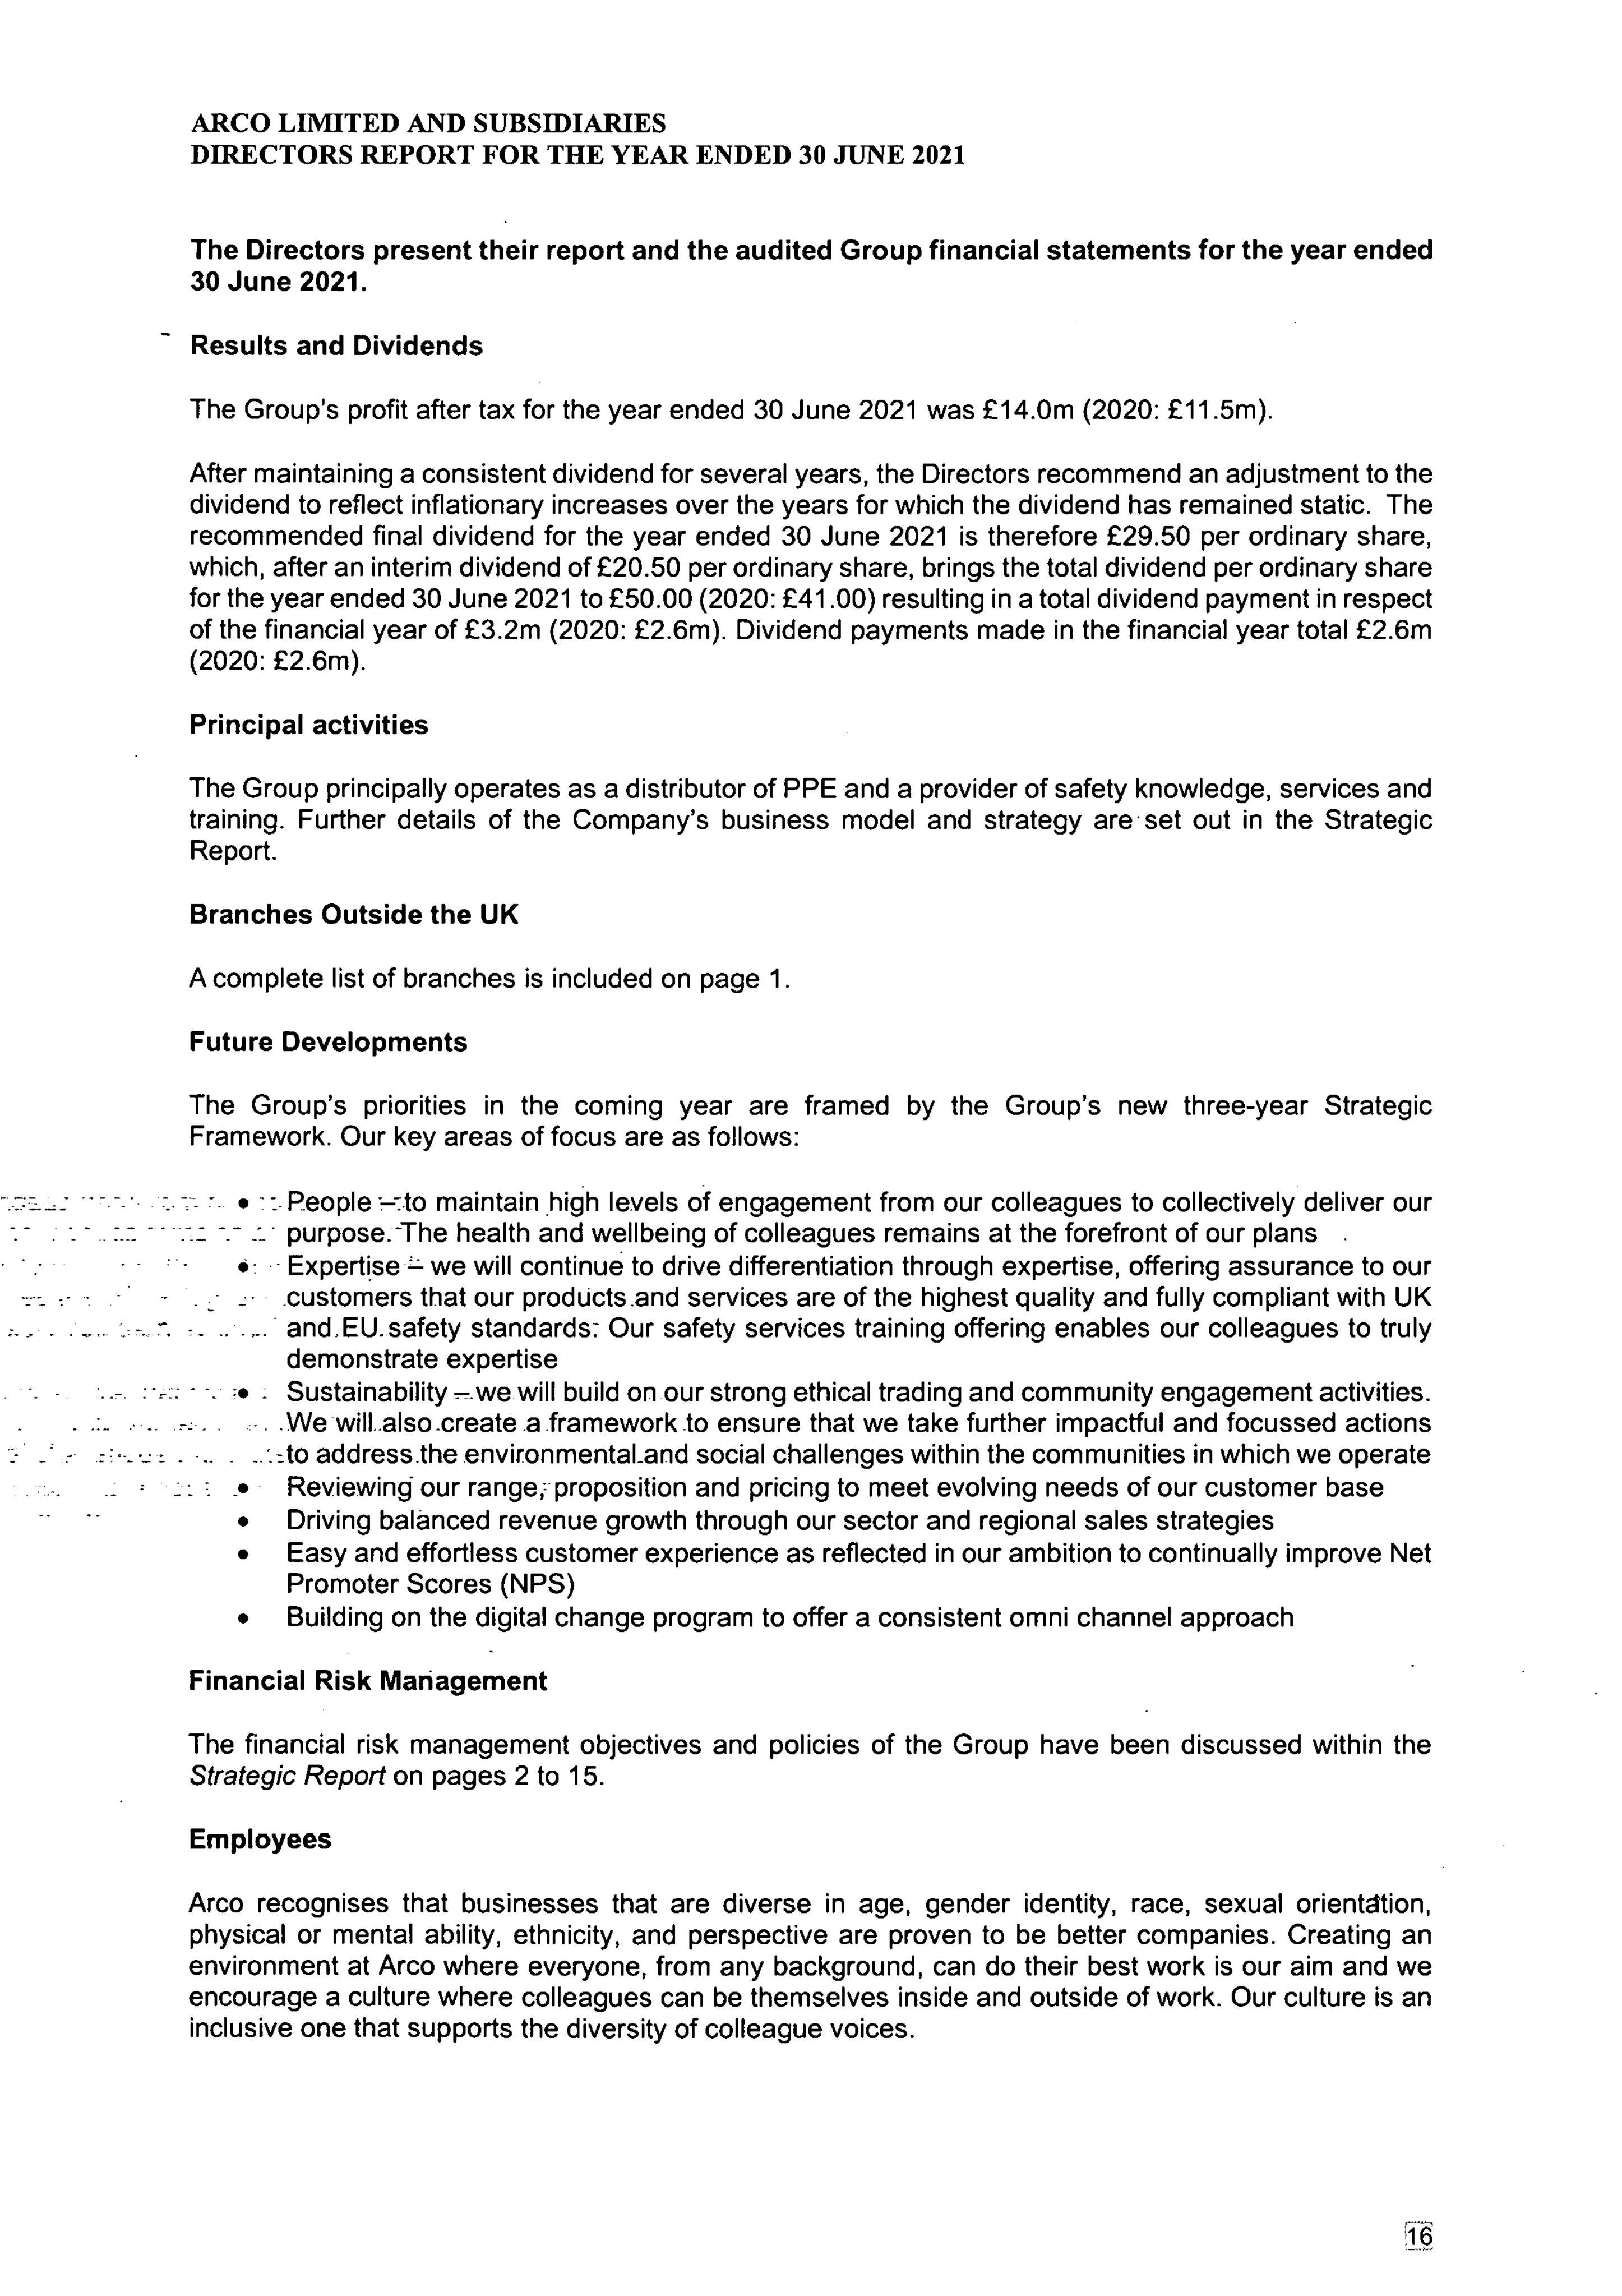 ARCO LIMITED AND SUBSIDIARIES
DIRECTORS REPORT FOR THE YEAR ENDED 30 JUNE 2021
The Directors present their report and the audited Group financial statements for the year ended
30 June 2021.
Results and Dividends
The Group's profit after tax for the year ended 30 June 2021 was £14.0m (2020: £11.5m).
After maintaining a consistent dividend for several years, the Directors recommend an adjustment to the
dividend to reflect inflationary increases over the years for which the dividend has remained static. The
recommended final dividend for the year ended 30 June 2021 is therefore £29.50 per ordinary share,
which, after an interim dividend of £20.50 per ordinary share, brings the total dividend per ordinary share
for the year ended 30 June 2021 to £50.00 (2020: £41.00) resulting in a total dividend payment in respect
of the financial year of £3.2m (2020: £2.6m). Dividend payments made in the financial year total £2.6m
(2020: £2.6m).
Principal activities
The Group principally operates as a distributor of PPE and a provider of safety knowledge, services and
training. Further details of the Company's business model and strategy are set out in the Strategic
Report.
Branches Outside the UK
A complete list of branches is included on page 1.
Future Developments
The Group's priorities in the coming year are framed by the Group's new three-year Strategic
Framework. Our key areas of focus are as follows:
• People – to maintain high levels of engagement from our colleagues to collectively deliver our
purpose. The health and wellbeing of colleagues remains at the forefront of our plans
• Expertise – we will continue to drive differentiation through expertise, offering assurance to our
customers that our products and services are of the highest quality and fully compliant with UK
and EU safety standards. Our safety services training offering enables our colleagues to truly
demonstrate expertise
• Sustainability – we will build on our strong ethical trading and community engagement activities.
We will also create a framework to ensure that we take further impactful and focussed actions
to address the environmental and social challenges within the communities in which we operate
• Reviewing our range, proposition and pricing to meet evolving needs of our customer base
• Driving balanced revenue growth through our sector and regional sales strategies
• Easy and effortless customer experience as reflected in our ambition to continually improve Net
Promoter Scores (NPS)
• Building on the digital change program to offer a consistent omni channel approach
Financial Risk Management
The financial risk management objectives and policies of the Group have been discussed within the
Strategic Report on pages 2 to 15.
Employees
Arco recognises that businesses that are diverse in age, gender identity, race, sexual orientation,
physical or mental ability, ethnicity, and perspective are proven to be better companies. Creating an
environment at Arco where everyone, from any background, can do their best work is our aim and we
encourage a culture where colleagues can be themselves inside and outside of work. Our culture is an
inclusive one that supports the diversity of colleague voices.
16